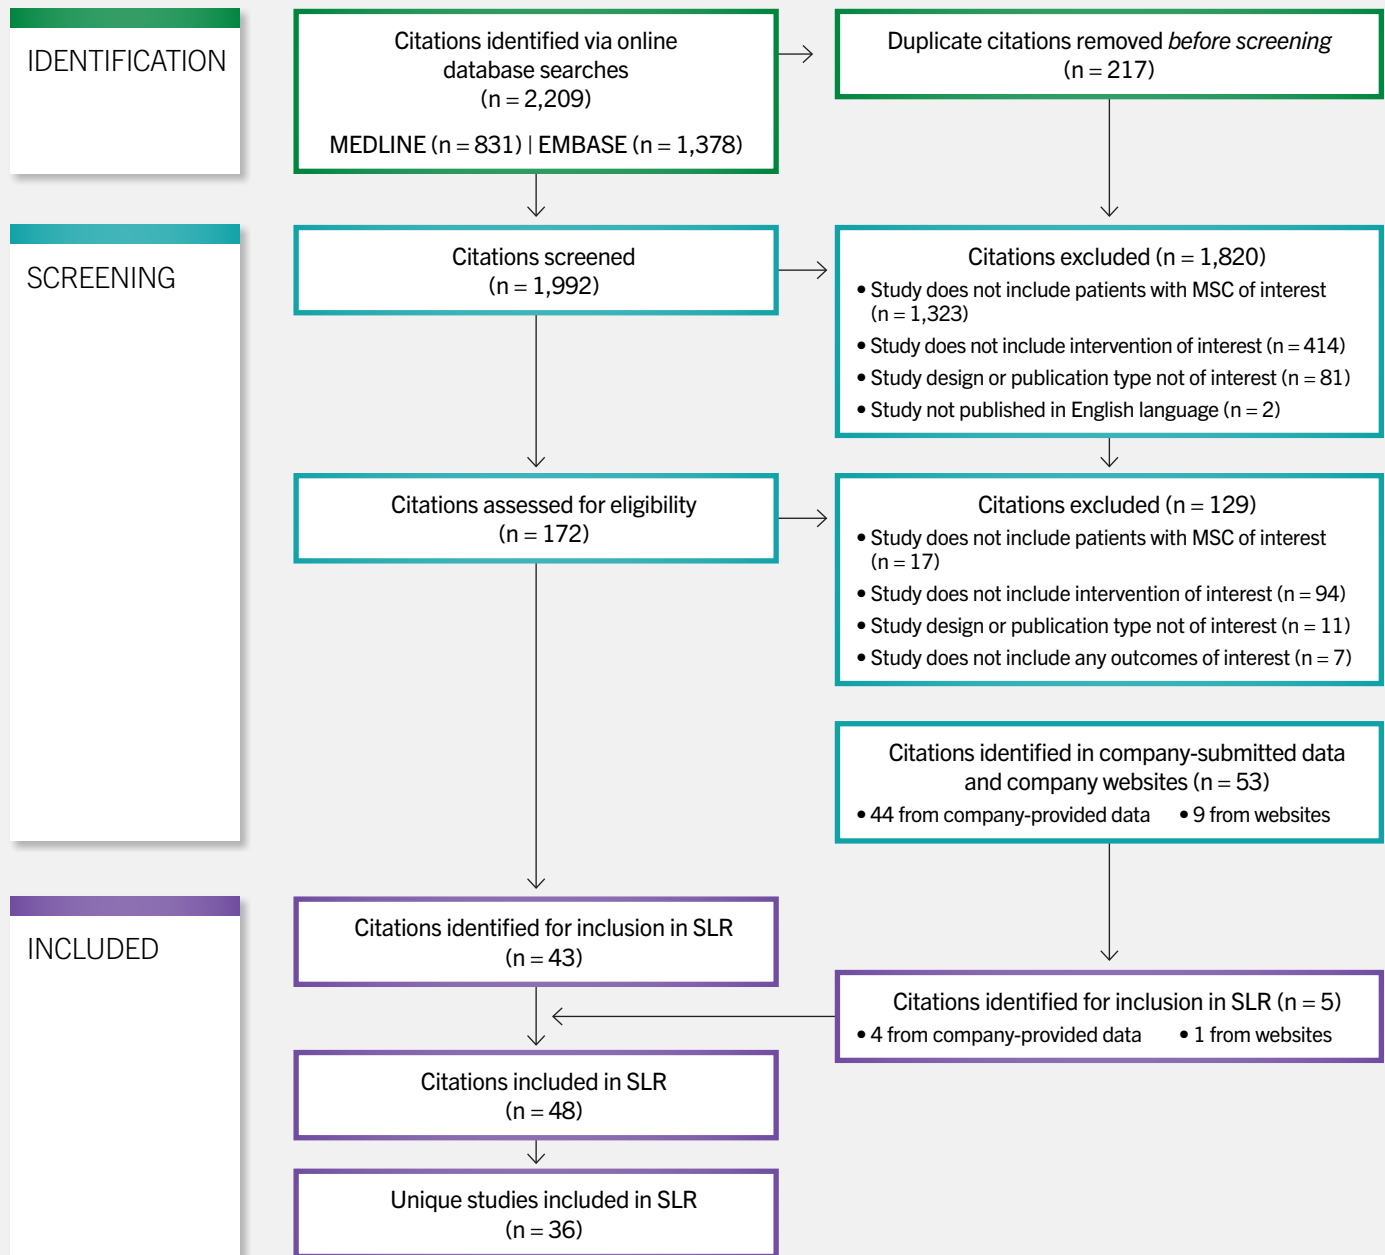 IDENTIFICATION
Citations identified via online
database searches
(n = 2,209)
MEDLINE (n = 831) | EMBASE (n = 1,378)
Duplicate citations removed before screening
(n = 217)
SCREENING
Citations screened
(n = 1,992)
Citations excluded (n = 1,820)
• Study does not include patients with MSC of interest
(n = 1,323)
• Study does not include intervention of interest (n = 414)
• Study design or publication type not of interest (n = 81)
• Study not published in English language (n = 2)
Citations assessed for eligibility
(n = 172)
Citations excluded (n = 129)
• Study does not include patients with MSC of interest
(n = 17)
• Study does not include intervention of interest (n = 94)
• Study design or publication type not of interest (n = 11)
• Study does not include any outcomes of interest (n = 7)
Citations identified in company-submitted data
and company websites (n = 53)
• 44 from company-provided data • 9 from websites
INCLUDED
Citations identified for inclusion in SLR
(n = 43)
Citations identified for inclusion in SLR (n = 5)
• 4 from company-provided data • 1 from websites
Citations included in SLR
(n = 48)
Unique studies included in SLR
(n = 36)